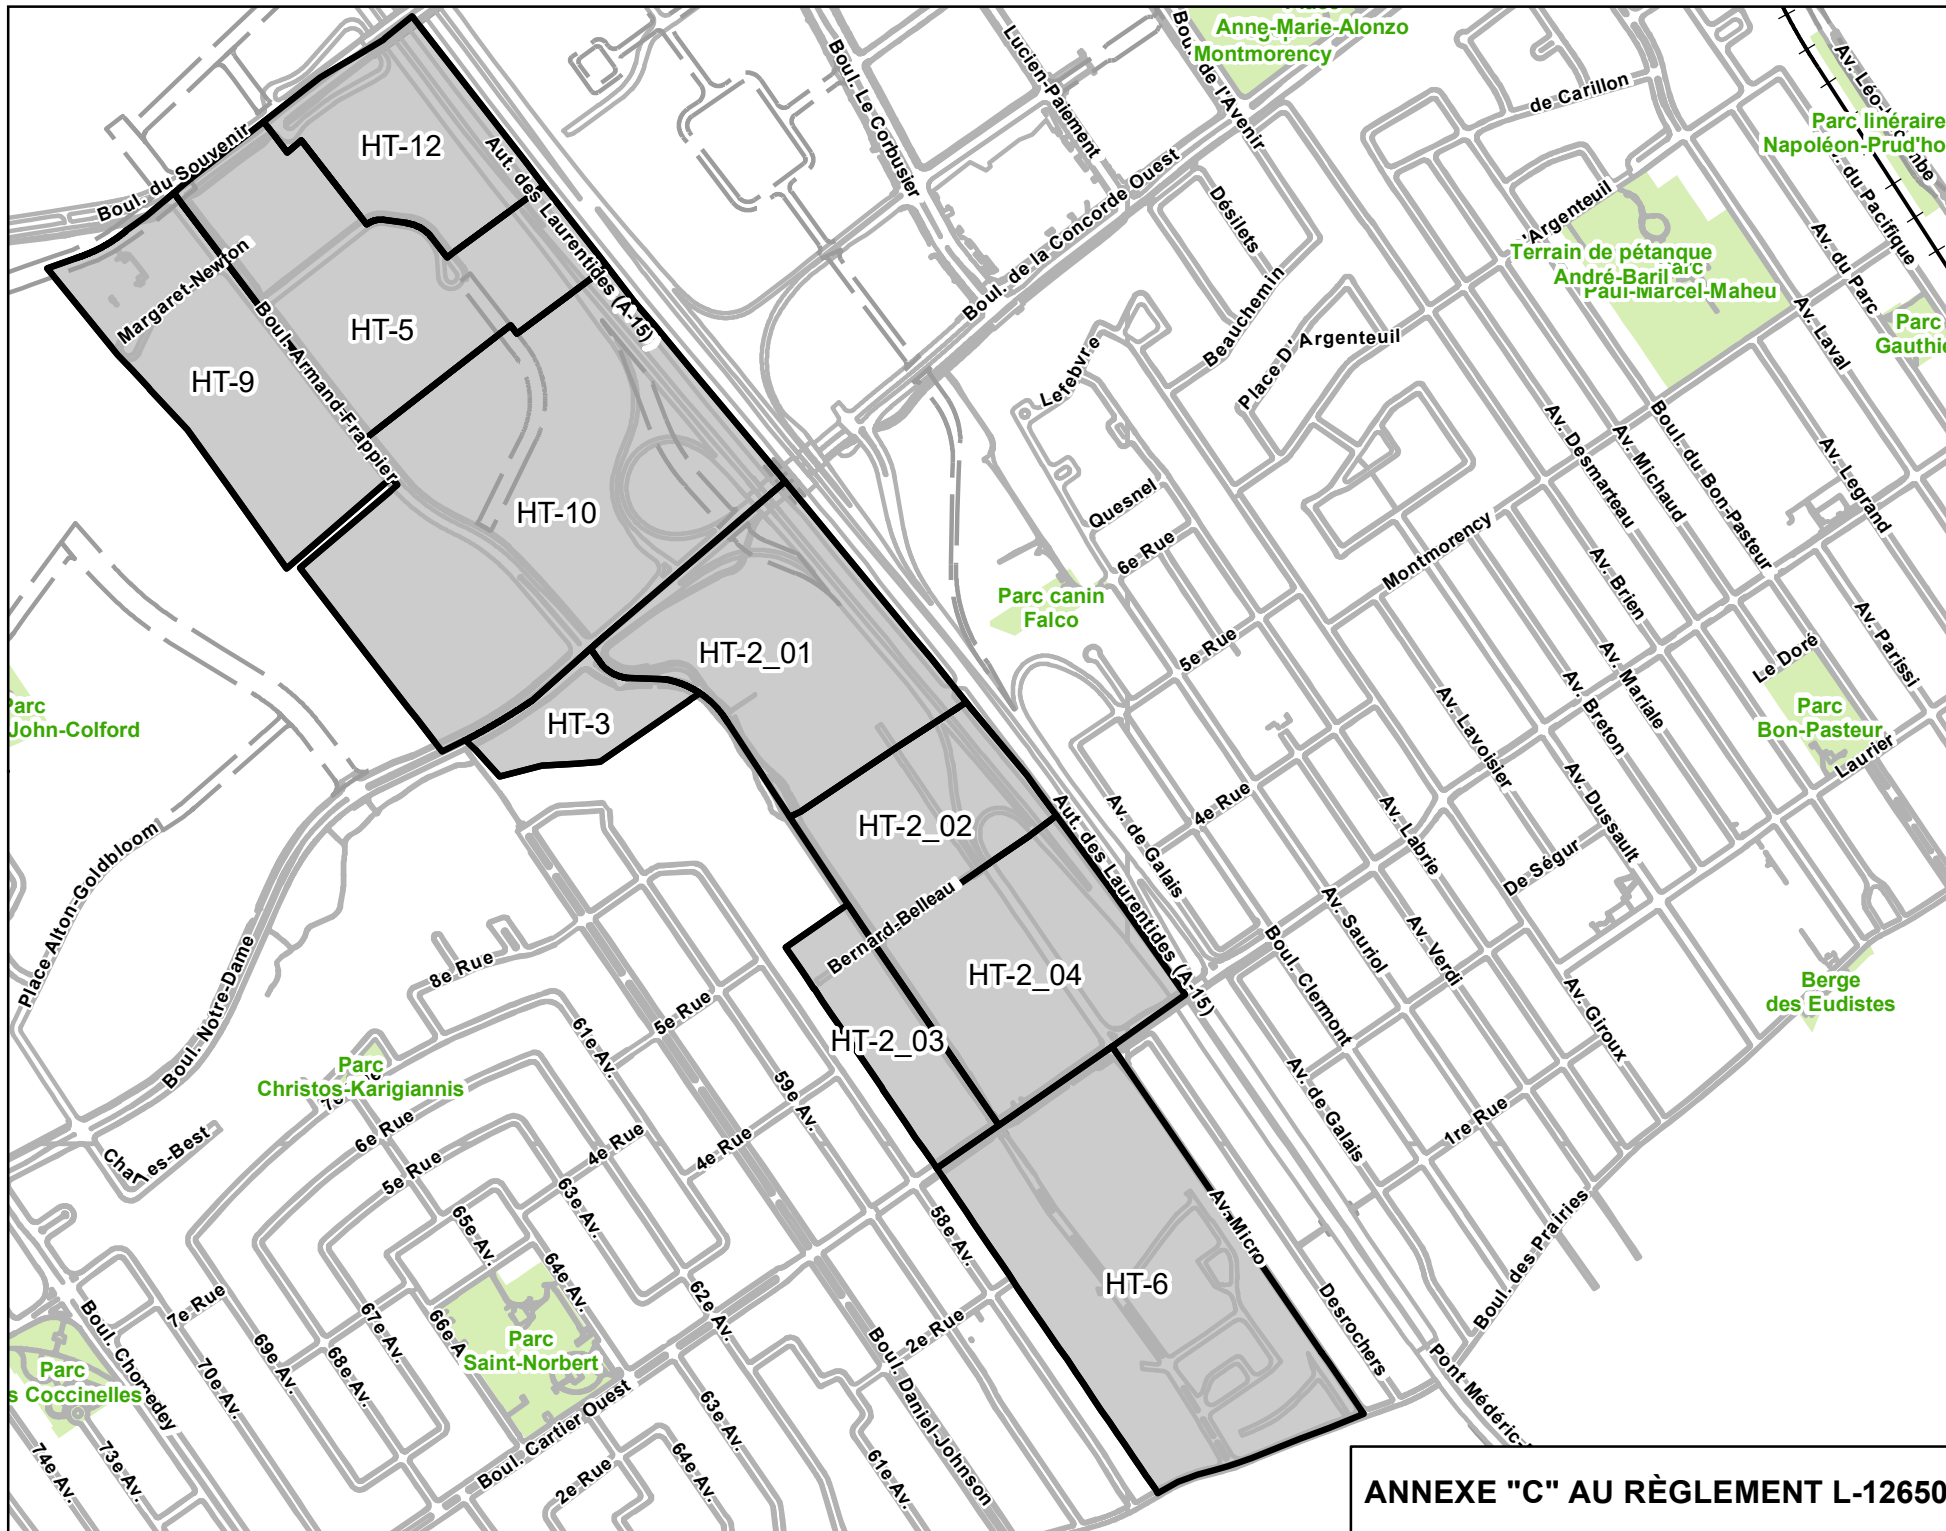 Anne-Marie-Alonzo
Montmorency
Boul. Le Corbusier
Lucien-Paiement
Boul. de l'Avenir
de Carillon
Parc linéraire
HT-12
Boul. du Souvenir
Aut. des Laurentides (A-15)
Boul. de la Concorde Ouest
Désilets
Beauchemin
Place D'Argenteuil
Terrain de pétanque
André-Baril
Paul-Marcel-Maheu
Av. du Parc
Av. Laval
Parc
Margaret-Newton
Boul. Armand-Frappier
HT-5
HT-9
Lefebvre
Av. Desmarteau
Av. Michaud
Boul. du Bon-Pasteur
Av. Legrand
HT-10
Quesnel
6e Rue
Montmorency
Av. Brien
Parc canin
Falco
5e Rue
Av. Mariale
Le Doré
Av. Parissi
HT-2_01
HT-3
Parc
John-Colford
Av. Lavoisier
Av. Breton
Parc
Bon-Pasteur
Laurier
HT-2_02
Aut. des Laurentides (A-15)
Av. de Galais
4e Rue
Av. Labrie
Av. Dussault
De Ségur
Place Alton-Goldbloom
Boul. Notre-Dame
Bernard-Belleau
8e Rue
HT-2_04
HT-2_03
5e Rue
61e Av.
59e Av.
Boul. Clermont
Av. Sauriol
Av. Verdi
Av. Giroux
Berge
des Eudistes
Parc
Christos-Karigiannis
6e Rue
5e Rue
4e Rue
4e Rue
Charles-Best
Av. de Galais
1re Rue
65e Av.
63e Av.
64e Av.
58e Av.
Av. Micro
HT-6
Boul. des Prairies
7e Rue
Boul. Chomedey
70e Av.
69e Av.
68e Av.
67e Av.
Parc
Saint-Norbert
62e Av.
Boul. Daniel-Johnson
2e Rue
Desrochers
Parc
s Coccinelles
74e Av.
73e Av.
Boul. Cartier Ouest
2e Rue
64e Av.
63e Av.
61e Av.
ANNEXE "C" AU RÈGLEMENT L-12650